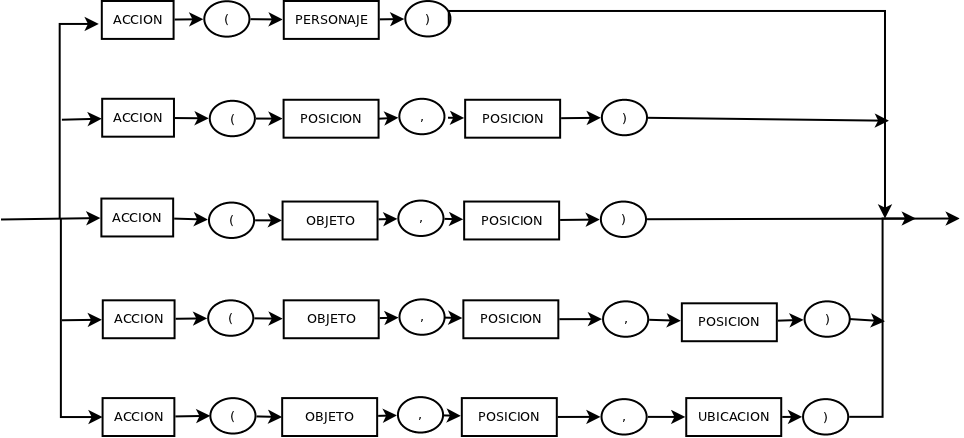 ACCION ( PERSONAJE )
ACCION ( POSICION , POSICION )
ACCION ( OBJETO , POSICION )
ACCION ( OBJETO , POSICION , POSICION )
ACCION ( OBJETO , POSICION , UBICACION )